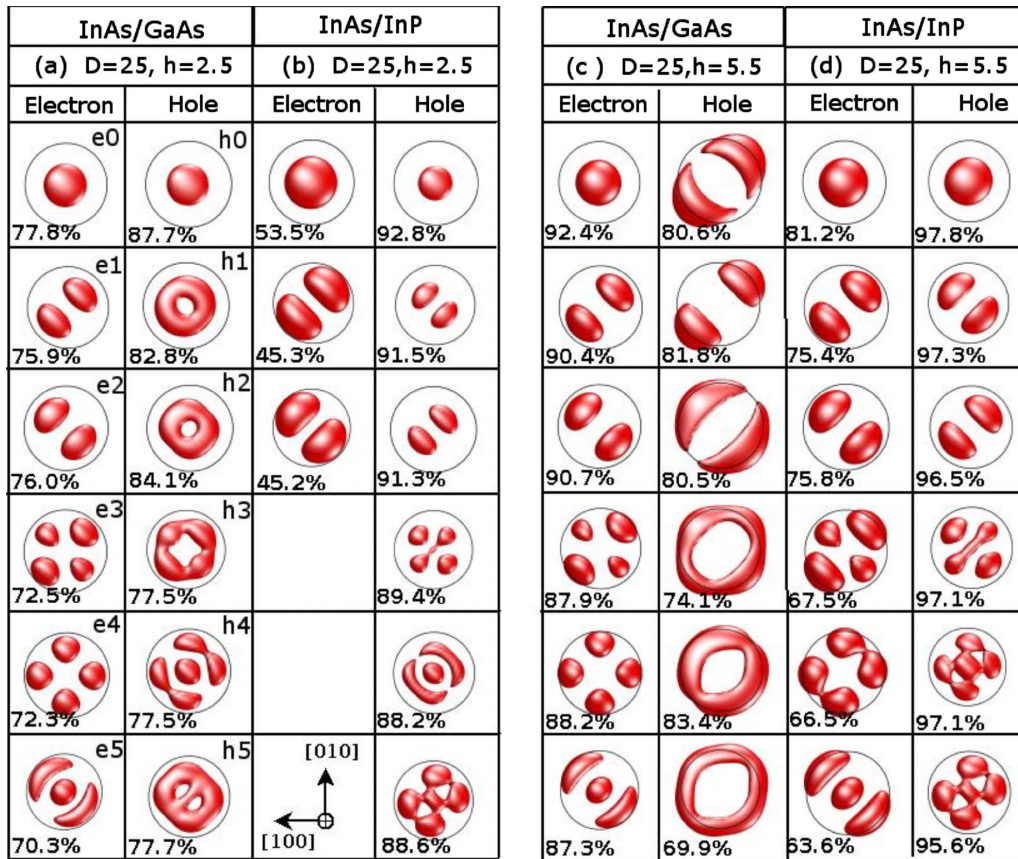 InAs/GaAs InAs/InP InAs/GaAs InAs/InP
(a) D=25, h=2.5 (b) D=25,h=2.5 (c ) D=25,h=5.5 (d) D=25, h=5.5
Electron Hole Electron Hole Electron Hole Electron Hole
e0 h0
77.8% 87.7% 53.5% 92.8% 92.4% 80.6% 81.2% 97.8%
e1 h1
75.9% 82.8% 45.3% 91.5% 90.4% 81.8% 75.4% 97.3%
e2 h2
76.0% 84.1% 45.2% 91.3% 90.7% 80.5% 75.8% 96.5%
e3 h3
72.5% 77.5% 89.4% 87.9% 74.1% 67.5% 97.1%
e4 h4
72.3% 77.5% 88.2% 88.2% 83.4% 66.5% 97.1%
e5 h5 [010]
[100]
70.3% 77.7% 88.6% 87.3% 69.9% 63.6% 95.6%